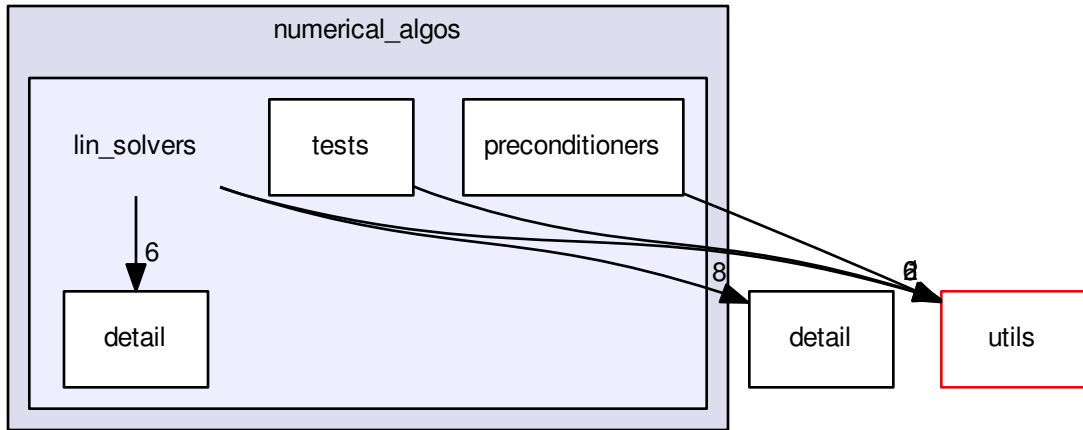 numerical_algos
lin_solvers
tests
preconditioners
6
8
detail
detail
utils